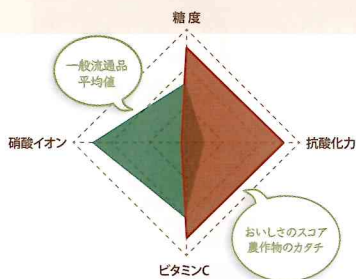 糖度
一般流通品
平均値
硝酸イオン
抗酸化力
おいしさのスコア
農作物のカタチ
ビタミンC